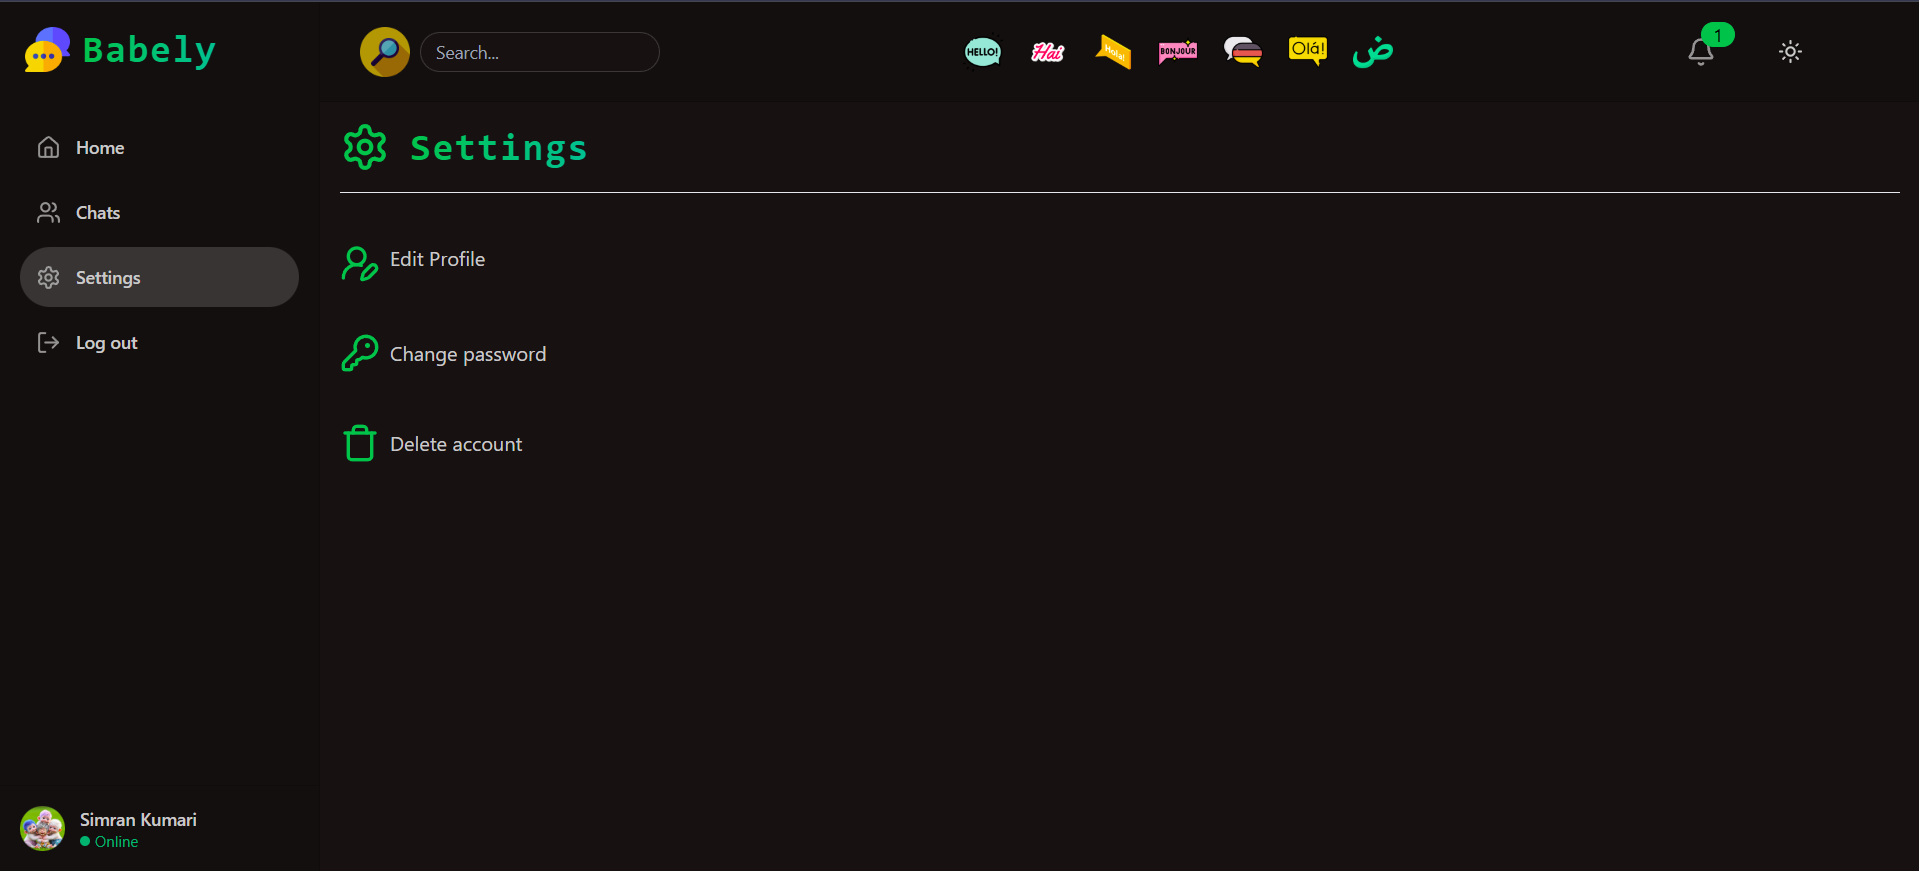 Babely
Search...
HELLO!
Hai
Hola!
BONJOUR
Olá!
ض
1
Home
Chats
Settings
Log out
Settings
Edit Profile
Change password
Delete account
Simran Kumari
Online